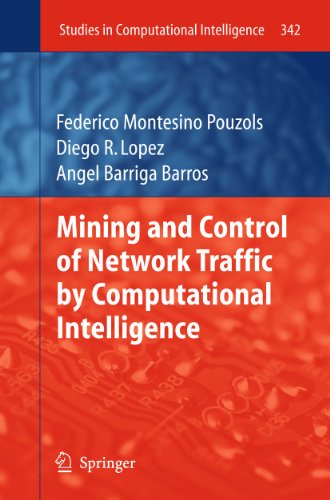 Studies in Computational Intelligence 342
Federico Montesino Pouzols
Diego R. Lopez
Angel Barriga Barros
Mining and Control
of Network Traffic
by Computational
Intelligence
Springer